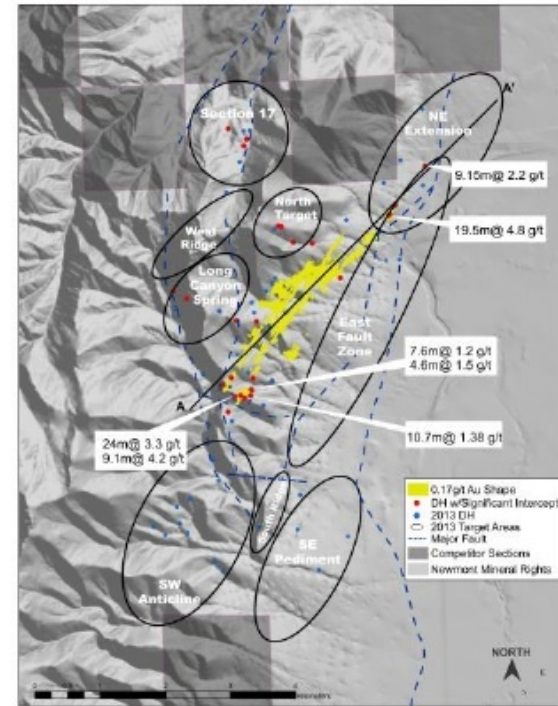 A'
Section 17
NE
Extension
9.15m@ 2.2 g/t
North
Target
19.5m@ 4.8 g/t
West
Ridge
Long
Canyon
Spring
East
Fault
Zone
7.6m@ 1.2 g/t
4.6m@ 1.5 g/t
A
10.7m@ 1.38 g/t
24m@ 3.3 g/t
9.1m@ 4.2 g/t
0.17g/t Au Shape
DH w/Significant Intercept
2013 DH
2013 Target Areas
Major Fault
Competitor Sections
Newmont Mineral Rights
SE
Pediment
SW
Anticline
NORTH